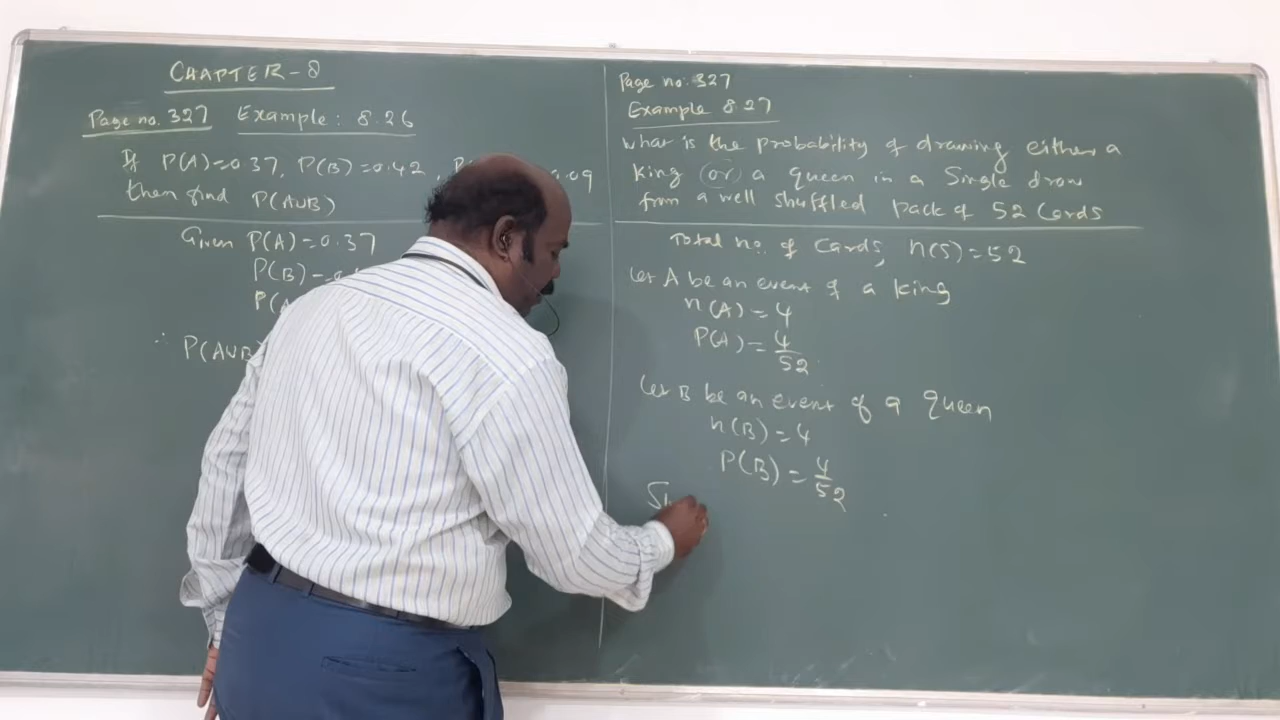 CHAPTER-8
Page no. 327 Example: 8.26
If P(A)=0.37, P(B)=0.42, P( 0.09
then find P(AUB)
Given P(A)=0.37
P(B)=0.
P(A
∴ P(AUB)
Page no: 327
Example 8.27
What is the probability of drawing either a
king (or) a queen in a Single draw
from a well shuffled pack of 52 Cards
Total no. of Cards, n(S)=52
Let A be an event of a king
n(A)=4
P(A)=4/52
Let B be an event of a Queen
n(B)=4
P(B)=4/52